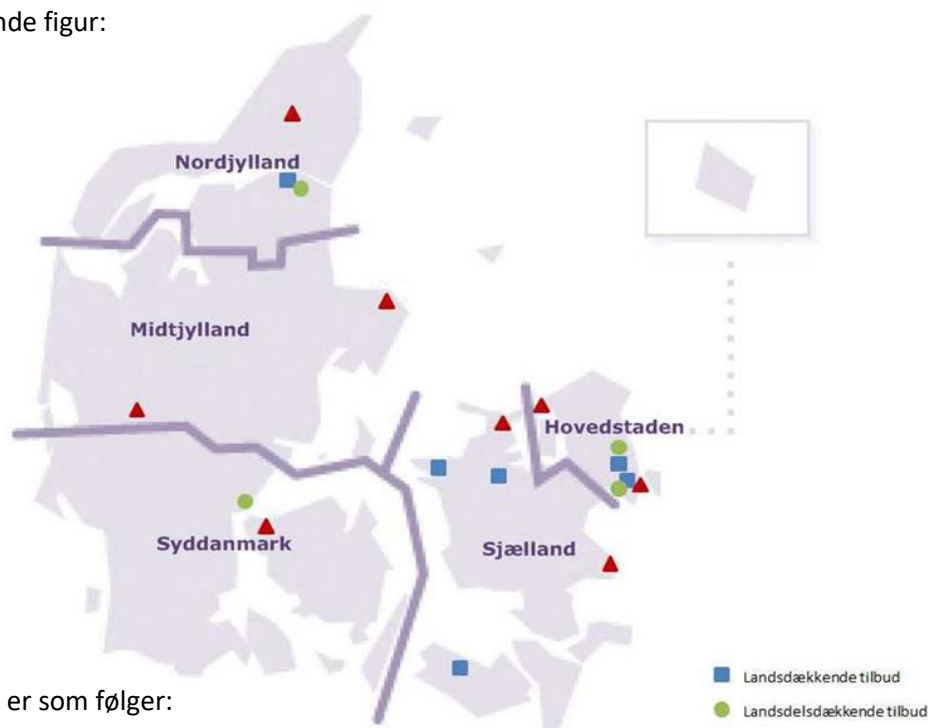 nde figur:
Nordjylland
Midtjylland
Hovedstaden
Syddanmark
Sjælland
Landsdækkende tilbud
er som følger:
Landsdelsdækkende tilbud